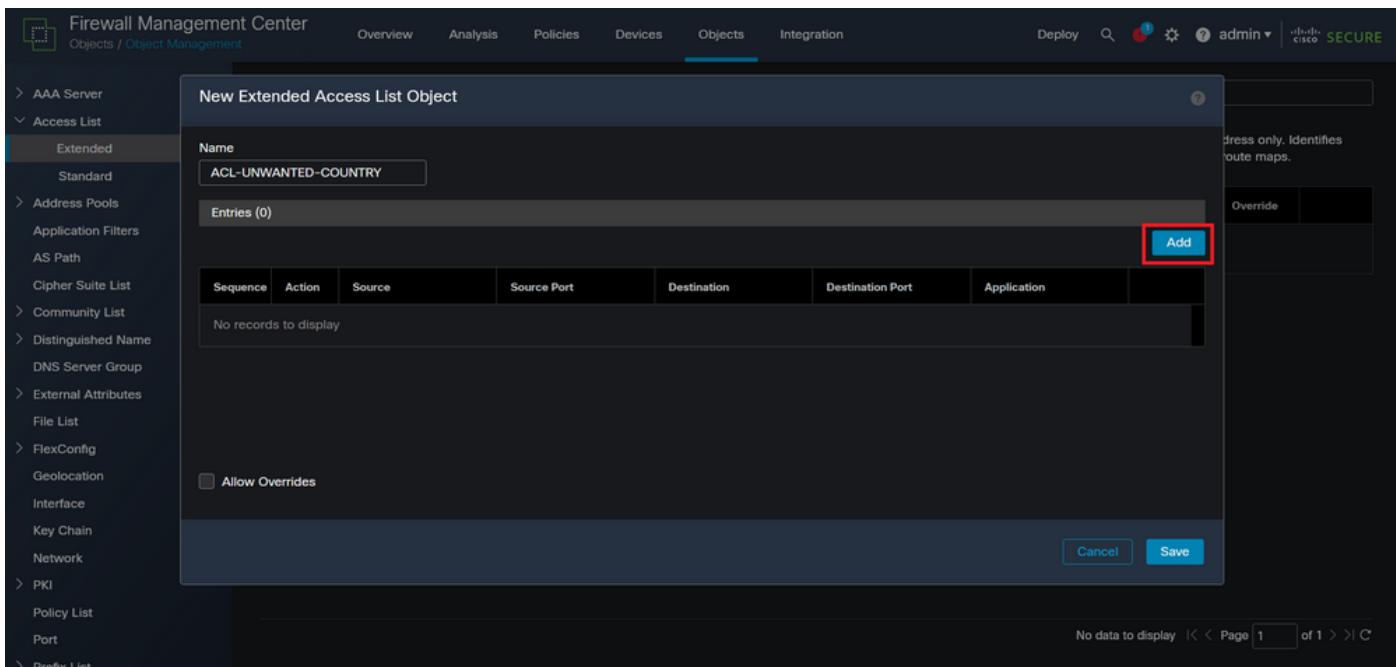 Firewall Management Center
Objects / Object Management
Overview Analysis Policies Devices Objects Integration
Deploy 1 admin
cisco SECURE
AAA Server
Access List
Extended
Standard
Address Pools
Application Filters
AS Path
Cipher Suite List
Community List
Distinguished Name
DNS Server Group
External Attributes
File List
FlexConfig
Geolocation
Interface
Key Chain
Network
PKI
Policy List
Port
Prefix List
New Extended Access List Object
Name
ACL-UNWANTED-COUNTRY
Entries (0)
Add
Sequence Action Source Source Port Destination Destination Port Application
No records to display
Allow Overrides
Cancel Save
dress only. Identifies
route maps.
Override
No data to display |< < Page 1 of 1 > >|